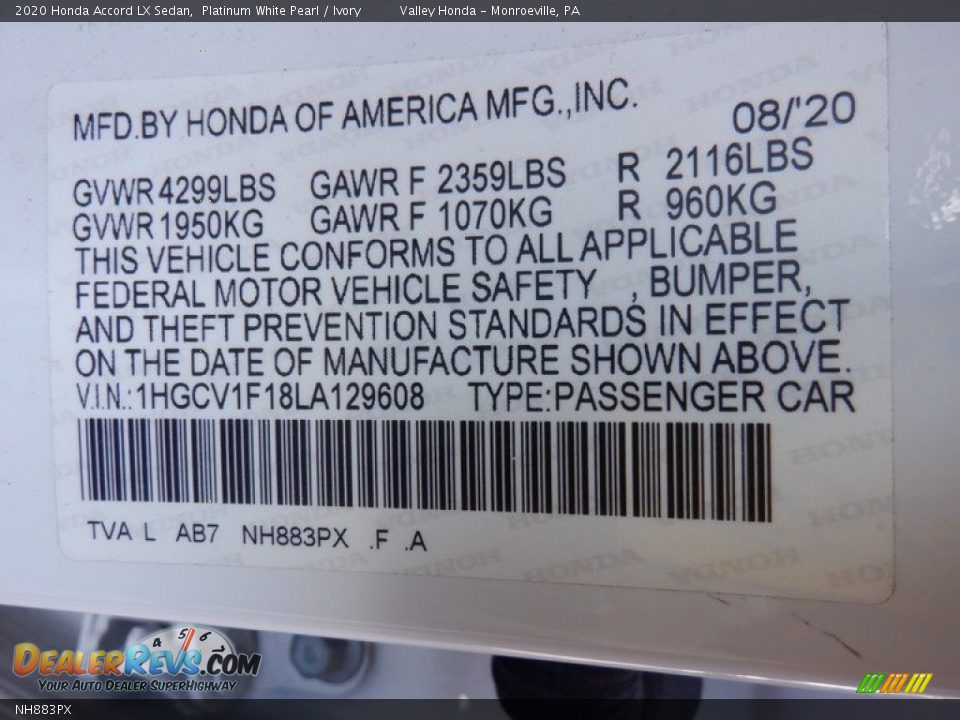 2020 Honda Accord LX Sedan, Platinum White Pearl / Ivory Valley Honda - Monroeville, PA
MFD.BY HONDA OF AMERICA MFG.,INC. 08/'20
GVWR 4299LBS GAWR F 2359LBS R 2116LBS
GVWR 1950KG GAWR F 1070KG R 960KG
THIS VEHICLE CONFORMS TO ALL APPLICABLE
FEDERAL MOTOR VEHICLE SAFETY , BUMPER,
AND THEFT PREVENTION STANDARDS IN EFFECT
ON THE DATE OF MANUFACTURE SHOWN ABOVE.
V.I.N.:1HGCV1F18LA129608 TYPE:PASSENGER CAR
TVA L AB7 NH883PX .F .A
4 5 6
DEALERREVS.COM
YOUR AUTO DEALER SUPERHIGHWAY
NH883PX